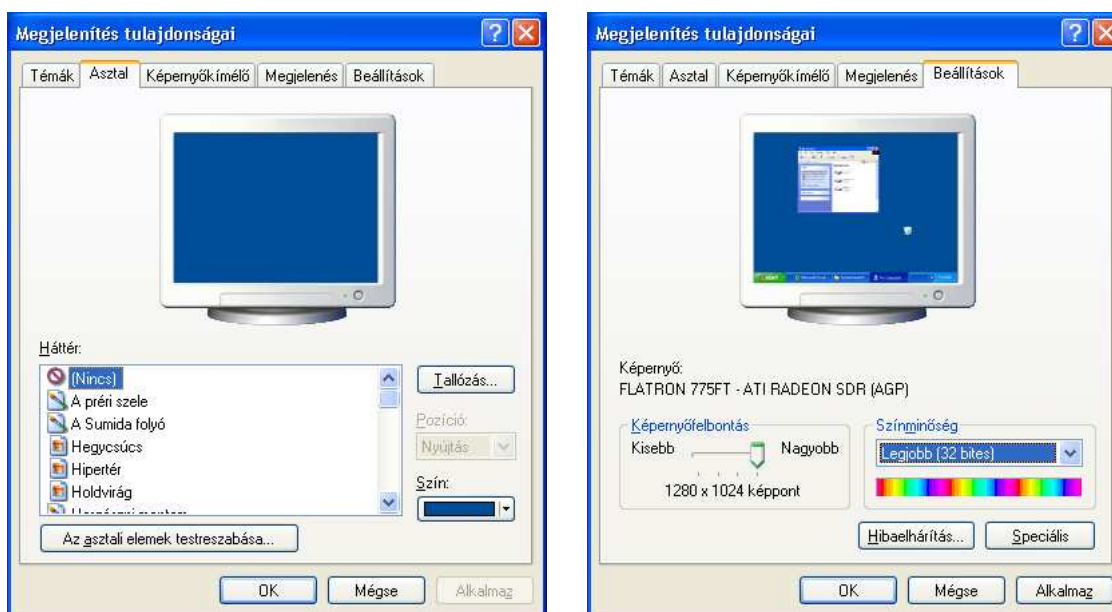 Megjelenítés tulajdonságai
Témák Asztal Képernyőkímélő Megjelenés Beállítások
Háttér:
(Nincs)
A préri szele
A Sumida folyó
Hegycsúcs
Hipertér
Holdvirág
Tallózás...
Pozíció:
Nyújtás
Szín:
Az asztali elemek testreszabása...
OK Mégse Alkalmaz
Megjelenítés tulajdonságai
Témák Asztal Képernyőkímélő Megjelenés Beállítások
start
Képernyő:
FLATRON 775FT - ATI RADEON SDR (AGP)
Képernyőfelbontás
Kisebb Nagyobb
1280 x 1024 képpont
Színminőség
Legjobb (32 bites)
Hibaelhárítás... Speciális
OK Mégse Alkalmaz